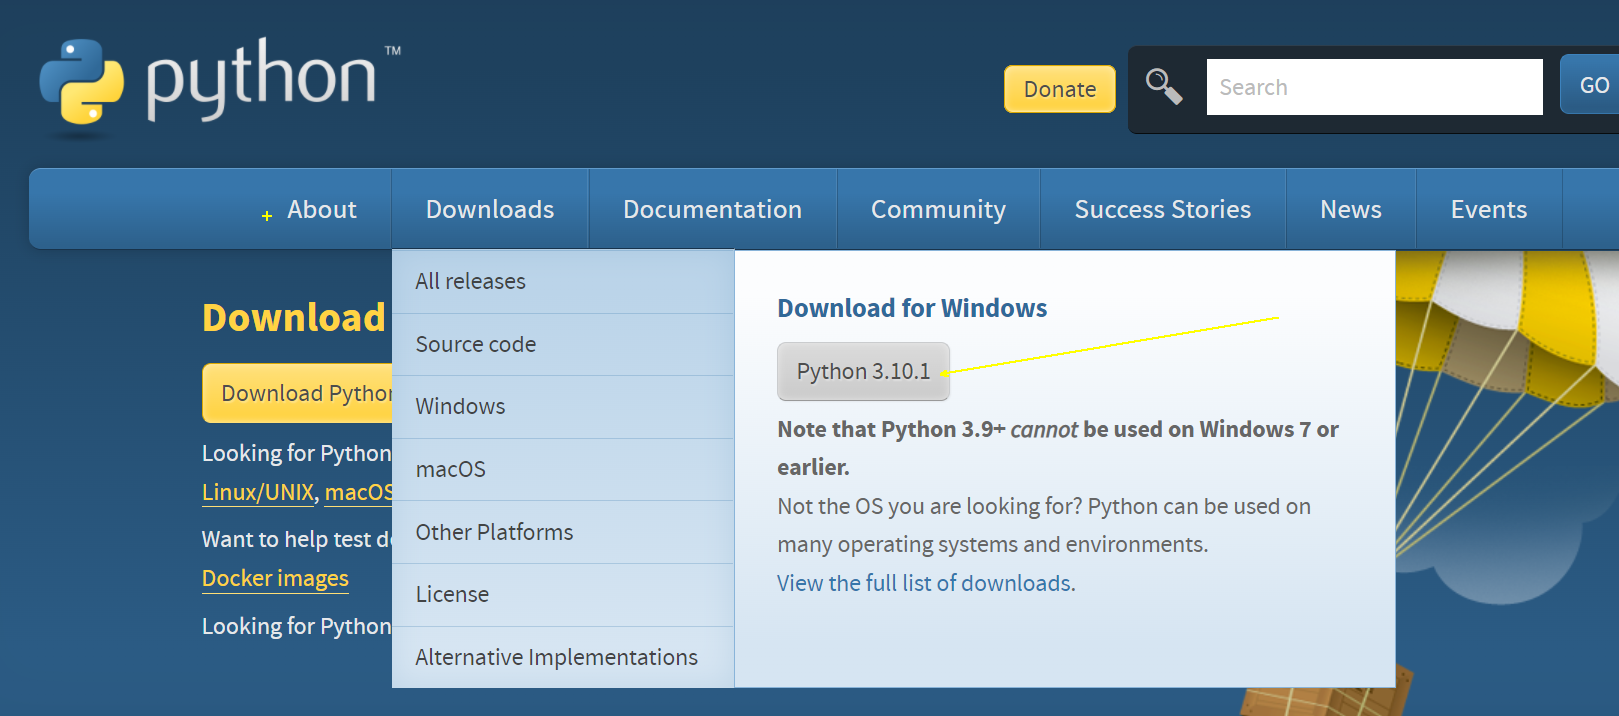 python™
Donate
Search
GO
About
Downloads
Documentation
Community
Success Stories
News
Events
Download
Download Python
Looking for Python
Linux/UNIX, macOS
Want to help test
Docker images
Looking for Python
All releases
Source code
Windows
macOS
Other Platforms
License
Alternative Implementations
Download for Windows
Python 3.10.1
Note that Python 3.9+ cannot be used on Windows 7 or
earlier.
Not the OS you are looking for? Python can be used on
many operating systems and environments.
View the full list of downloads.